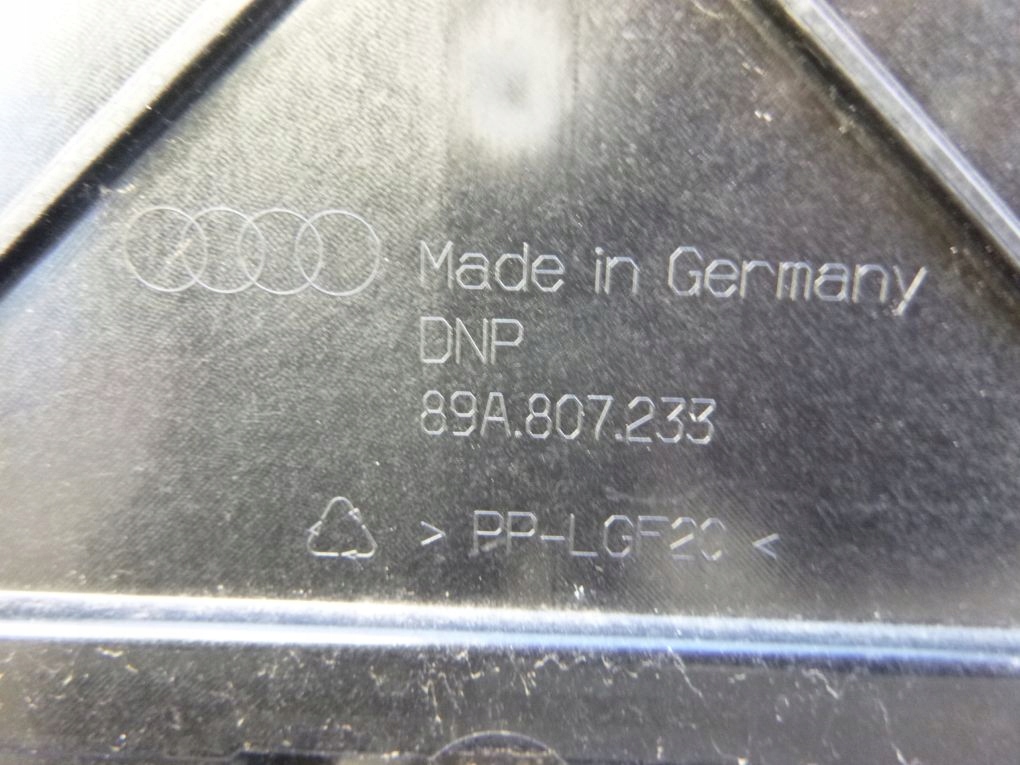 Made in Germany
DNP
89A.807.233
> PP-LGF20 <